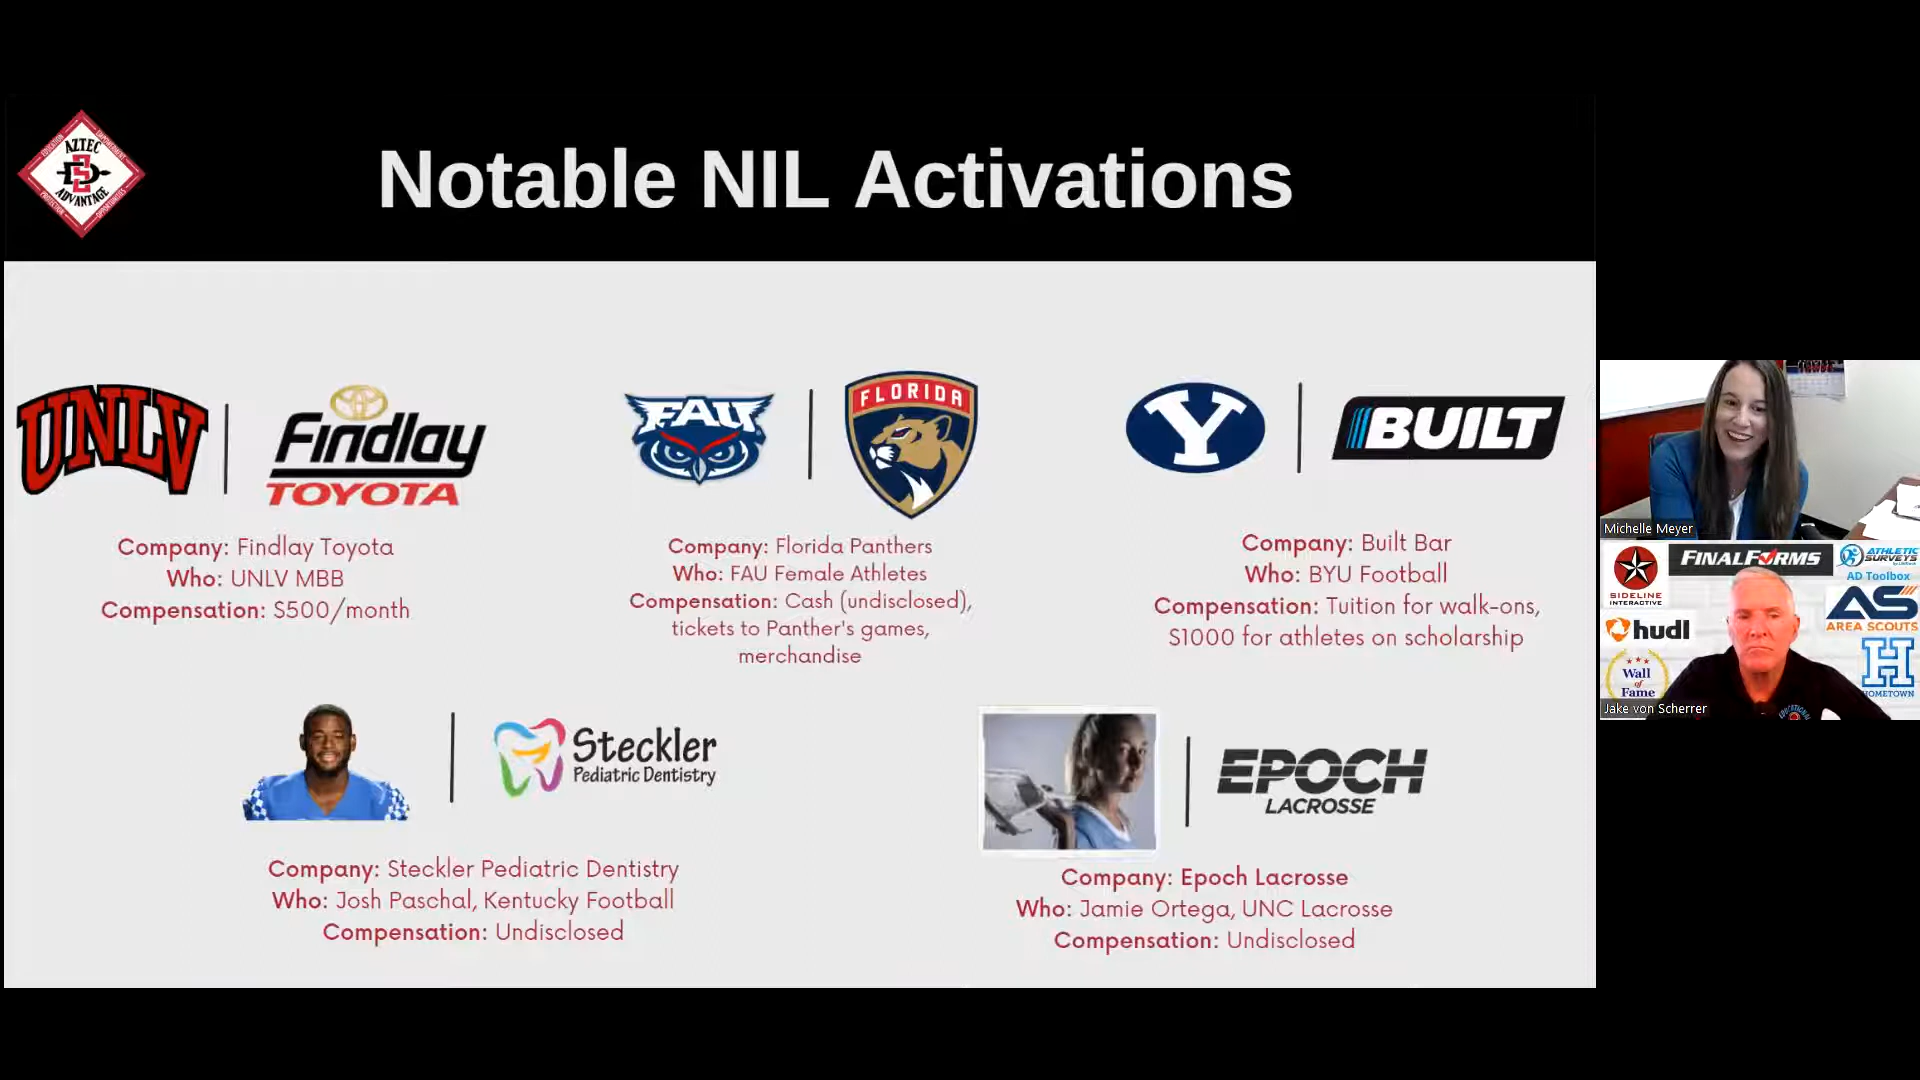 EDUCATION
EMPOWERMENT
AZTEC
SD
ADVANTAGE
PROTECTION
OPPORTUNITIES
Notable NIL Activations
UNLV
Findlay
TOYOTA
Company: Findlay Toyota
Who: UNLV MBB
Compensation: $500/month
FAU
FLORIDA
Company: Florida Panthers
Who: FAU Female Athletes
Compensation: Cash (undisclosed),
tickets to Panther's games,
merchandise
Y
BUILT
Company: Built Bar
Who: BYU Football
Compensation: Tuition for walk-ons,
$1000 for athletes on scholarship
Steckler
Pediatric Dentistry
Company: Steckler Pediatric Dentistry
Who: Josh Paschal, Kentucky Football
Compensation: Undisclosed
EPOCH
LACROSSE
Company: Epoch Lacrosse
Who: Jamie Ortega, UNC Lacrosse
Compensation: Undisclosed
Michelle Meyer
SIDELINE
INTERACTIVE
FINALFORMS
ATHLETIC
SURVEYS
AD Toolbox
hudl
AS
AREA SCOUTS
Wall
of
Fame
H
HOMETOWN
Jake von Scherrer